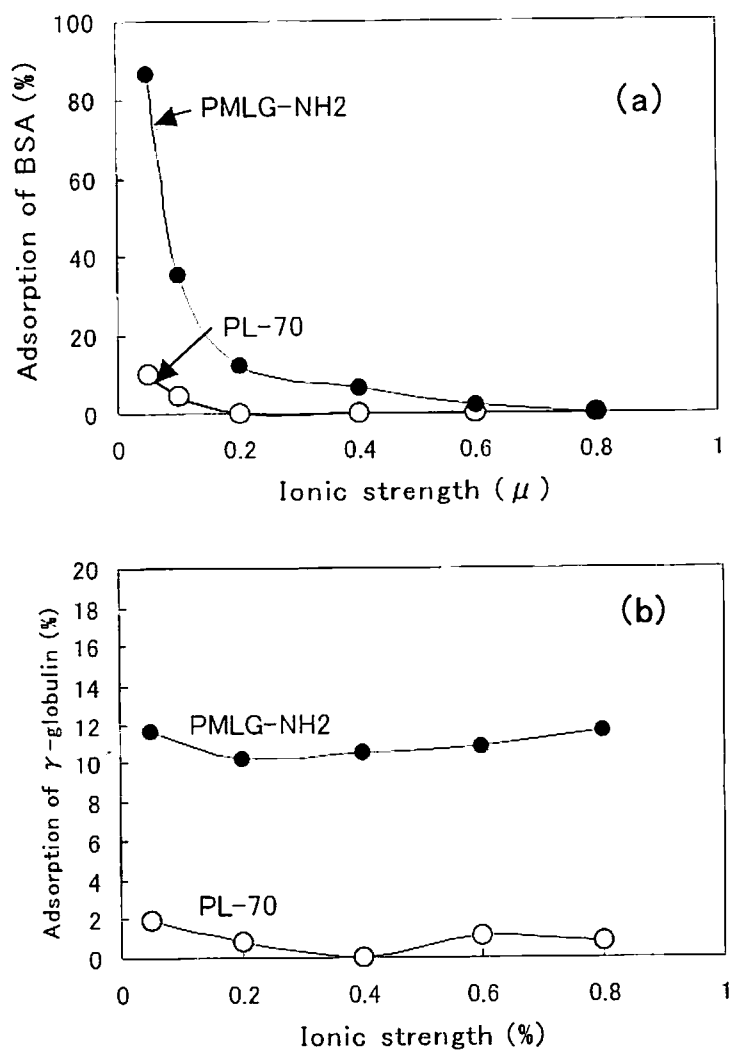 100
80
60
40
20
0
Adsorption of BSA (%)
(a)
PMLG-NH2
PL-70
0 0.2 0.4 0.6 0.8 1
Ionic strength (μ)
20
18
16
14
12
10
8
6
4
2
0
Adsorption of γ-globulin (%)
(b)
PMLG-NH2
PL-70
0 0.2 0.4 0.6 0.8 1
Ionic strength (%)